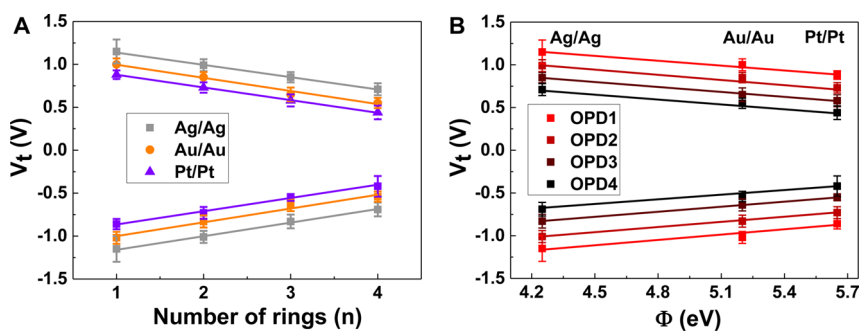 A
1.5
1.0
0.5
0.0
-0.5
-1.0
-1.5
V_t (V)
Ag/Ag
Au/Au
Pt/Pt
1 2 3 4
Number of rings (n)
B
1.5
1.0
0.5
0.0
-0.5
-1.0
-1.5
V_t (V)
Ag/Ag Au/Au Pt/Pt
OPD1
OPD2
OPD3
OPD4
4.2 4.5 4.8 5.1 5.4 5.7
Φ (eV)